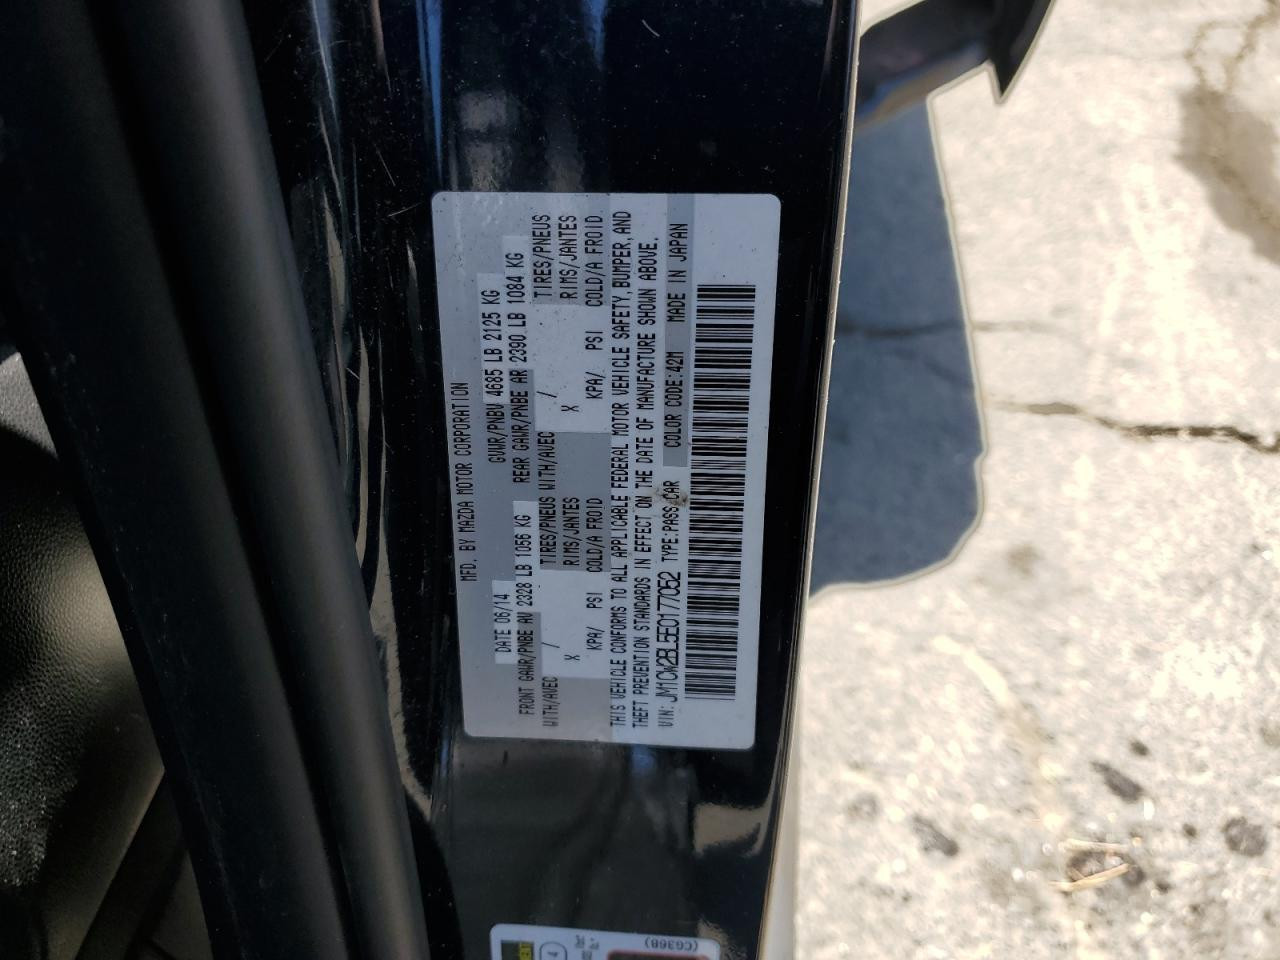 MFD. BY MAZDA MOTOR CORPORATION
DATE 06/14 GVWR/PNBV 4685 LB 2125 KG
FRONT GAWR/PNBE AV 2328 LB 1056 KG REAR GAWR/PNBE AR 2390 LB 1084 KG
WITH/AVEC / TIRES/PNEUS WITH/AVEC / TIRES/PNEUS
X RIMS/JANTES X RIMS/JANTES
KPA/ PSI COLD/A FROID KPA/ PSI COLD/A FROID
THIS VEHICLE CONFORMS TO ALL APPLICABLE FEDERAL MOTOR VEHICLE SAFETY, BUMPER, AND
THEFT PREVENTION STANDARDS IN EFFECT ON THE DATE OF MANUFACTURE SHOWN ABOVE.
VIN: JM1CW2BL5E0177052 TYPE:PASS/CAR COLOR CODE:42M MADE IN JAPAN
4
(CG36B)